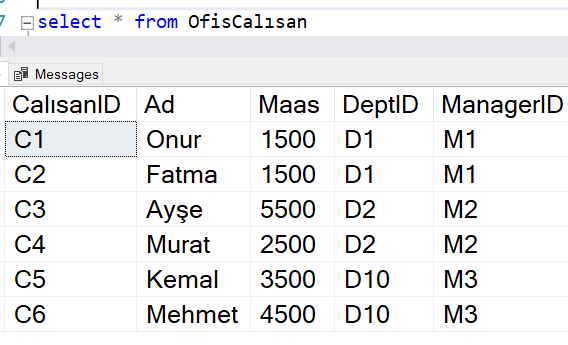 7 select * from OfisCalısan
Messages
CalısanID Ad Maas DeptID ManagerID
C1 Onur 1500 D1 M1
C2 Fatma 1500 D1 M1
C3 Ayşe 5500 D2 M2
C4 Murat 2500 D2 M2
C5 Kemal 3500 D10 M3
C6 Mehmet 4500 D10 M3